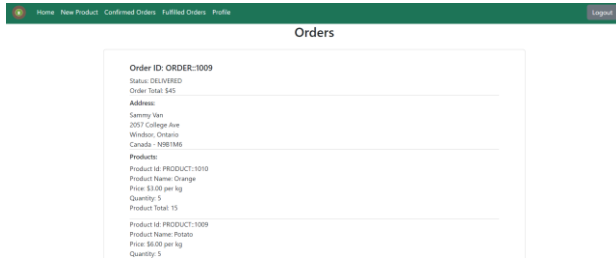 Home New Product Confirmed Orders Fulfilled Orders Profile Logout
Orders
Order ID: ORDER::1009
Status: DELIVERED
Order Total: $45
Address:
Sammy Van
2057 College Ave
Windsor, Ontario
Canada - N9B1M6
Products:
Product Id: PRODUCT::1010
Product Name: Orange
Price: $3.00 per kg
Quantity: 5
Product Total: 15
Product Id: PRODUCT::1009
Product Name: Potato
Price: $6.00 per kg
Quantity: 5